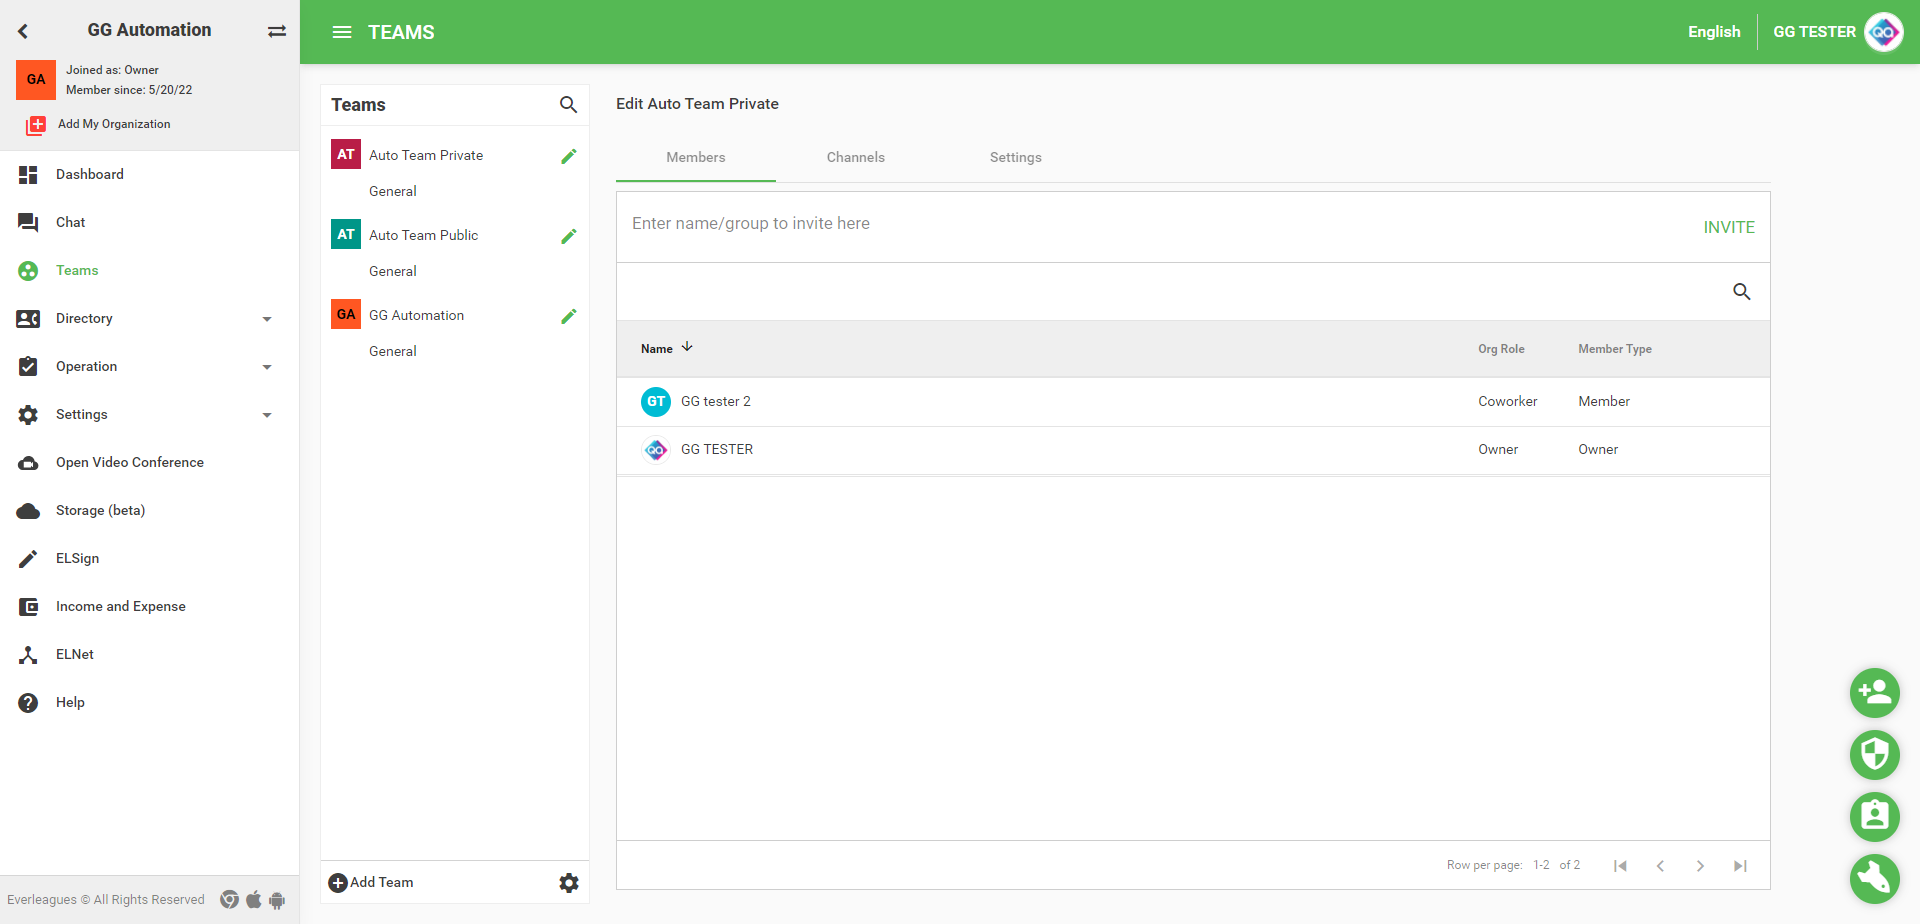 GG Automation
GA
Joined as: Owner
Member since: 5/20/22
Add My Organization
Dashboard
Chat
Teams
Directory
Operation
Settings
Open Video Conference
Storage (beta)
ELSign
Income and Expense
ELNet
Help
Everleagues © All Rights Reserved
TEAMS
English
GG TESTER
QA
Teams
AT Auto Team Private
General
AT Auto Team Public
General
GA GG Automation
General
Add Team
Edit Auto Team Private
Members Channels Settings
Enter name/group to invite here
INVITE
Name Org Role Member Type
GT GG tester 2 Coworker Member
QA GG TESTER Owner Owner
Row per page: 1-2 of 2